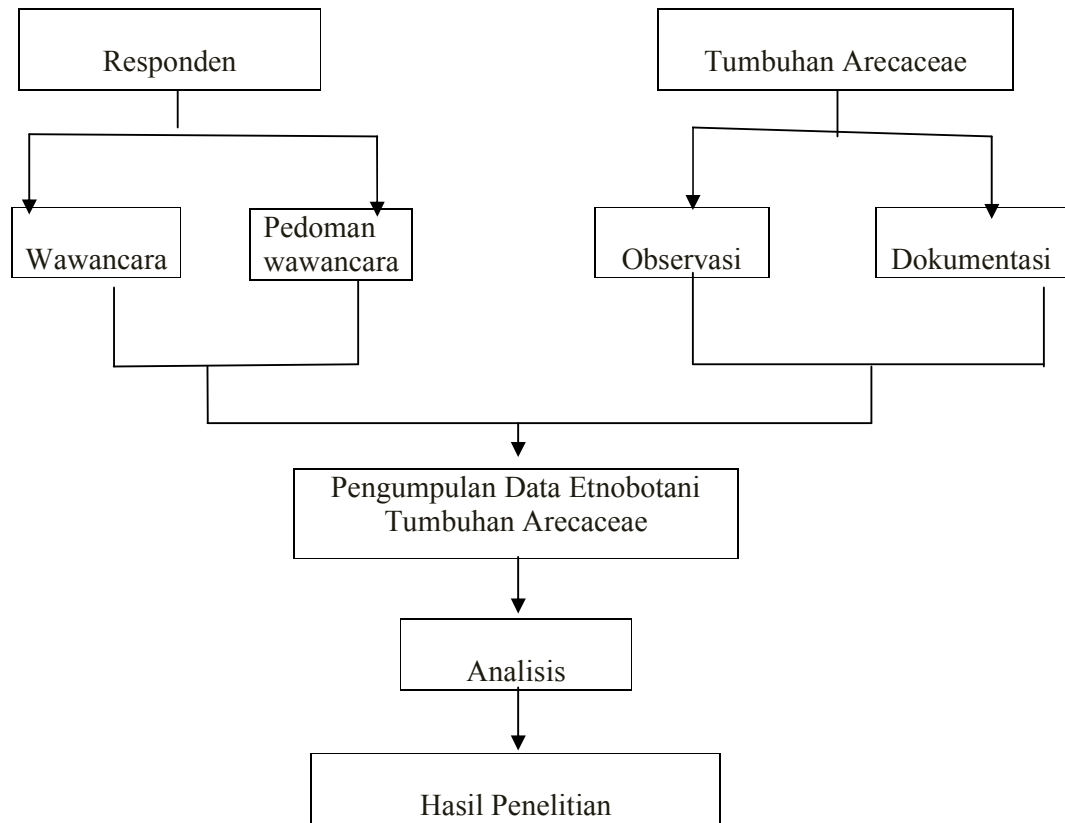 Responden
Tumbuhan Arecaceae
Wawancara
Pedoman
wawancara
Observasi
Dokumentasi
Pengumpulan Data Etnobotani
Tumbuhan Arecaceae
Analisis
Hasil Penelitian